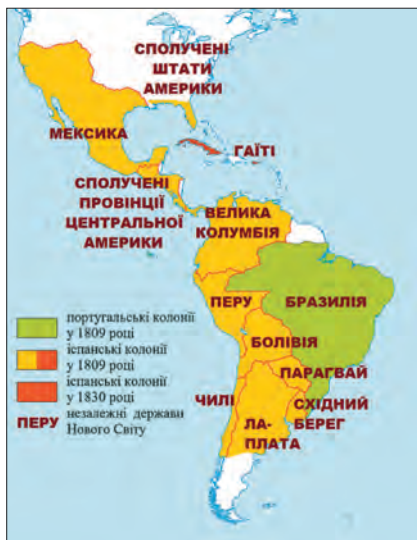 СПОЛУЧЕНІ
ШТАТИ
АМЕРИКИ
МЕКСИКА
ГАЇТІ
СПОЛУЧЕНІ
ПРОВІНЦІЇ
ЦЕНТРАЛЬНОЇ
АМЕРИКИ
ВЕЛИКА
КОЛУМБІЯ
ПЕРУ
БРАЗИЛІЯ
БОЛІВІЯ
ПАРАГВАЙ
ЧИЛІ
СХІДНИЙ
БЕРЕГ
ЛА-
ПЛАТА
португальські колонії
у 1809 році
іспанські колонії
у 1809 році
іспанські колонії
у 1830 році
ПЕРУ незалежні держави
Нового Світу